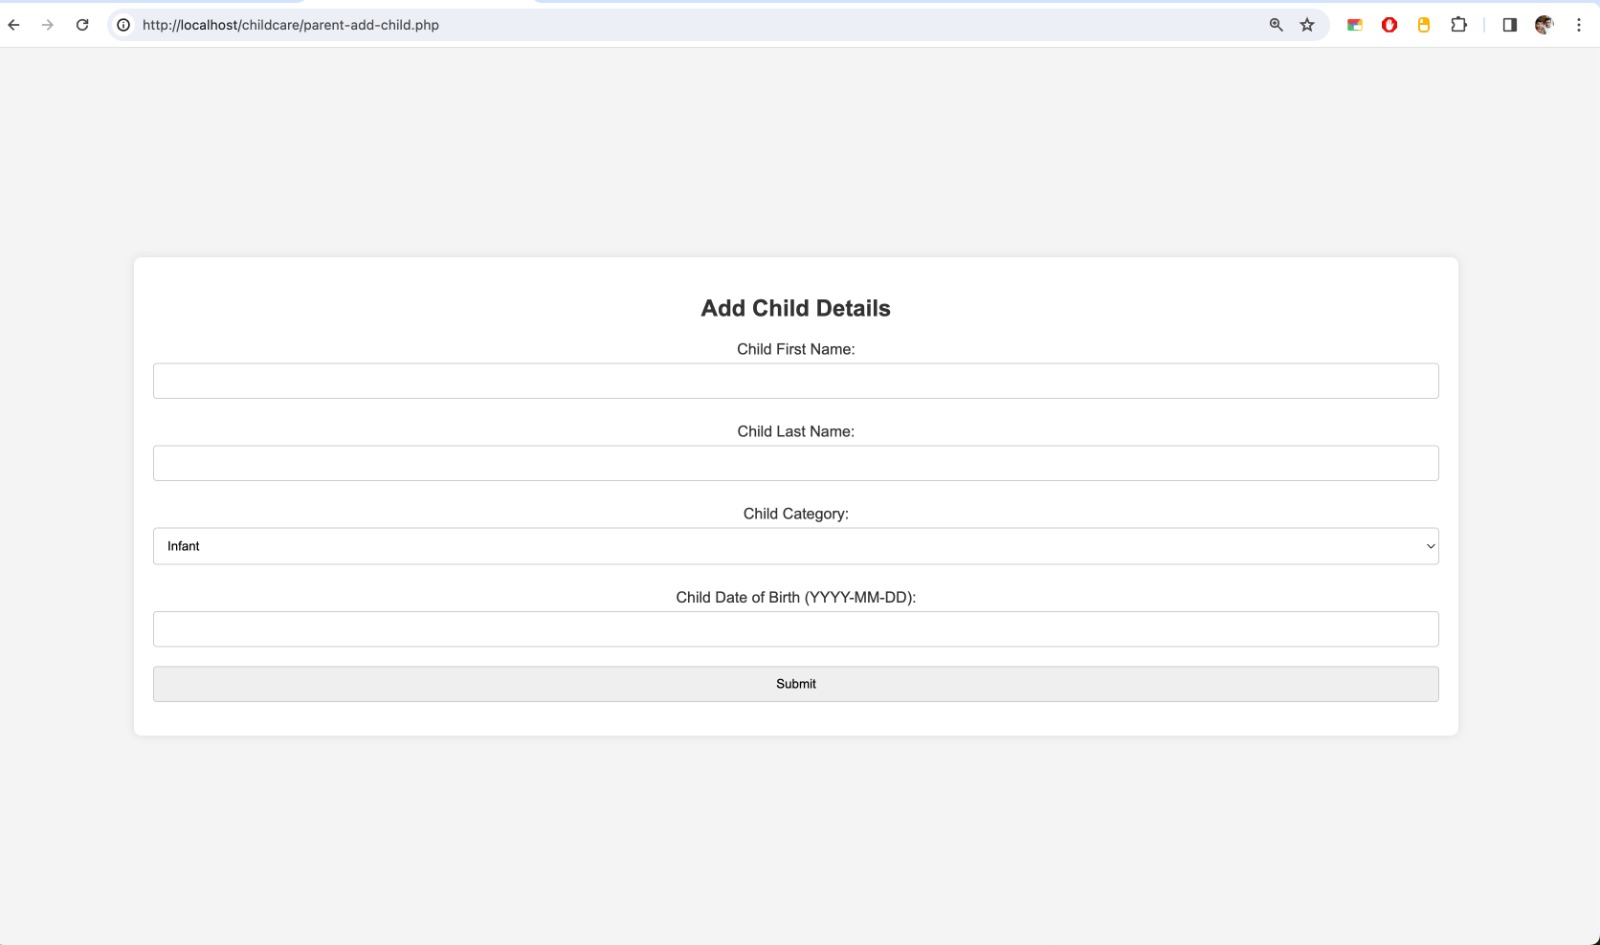 http://localhost/childcare/parent-add-child.php
Add Child Details
Child First Name:
Child Last Name:
Child Category:
Infant
Child Date of Birth (YYYY-MM-DD):
Submit